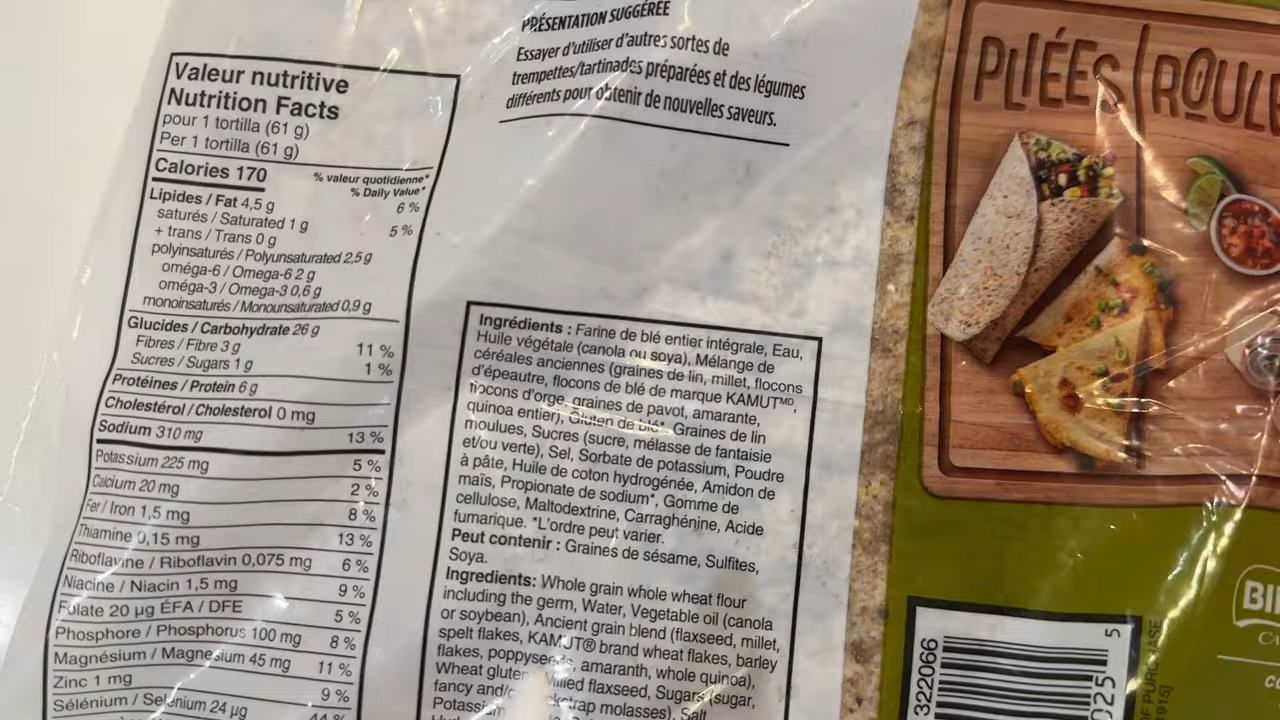 Valeur nutritive
Nutrition Facts
pour 1 tortilla (61 g)
Per 1 tortilla (61 g)
Calories 170
% valeur quotidienne*
% Daily Value*
Lipides / Fat 4,5 g 6 %
saturés / Saturated 1 g
+ trans / Trans 0 g 5 %
polyinsaturés / Polyunsaturated 2,5 g
oméga-6 / Omega-6 2 g
oméga-3 / Omega-3 0,6 g
monoinsaturés / Monounsaturated 0,9 g
Glucides / Carbohydrate 26 g
Fibres / Fibre 3 g 11 %
Sucres / Sugars 1 g 1 %
Protéines / Protein 6 g
Cholestérol / Cholesterol 0 mg
Sodium 310 mg 13 %
Potassium 225 mg 5 %
Calcium 20 mg 2 %
Fer / Iron 1,5 mg 8 %
Thiamine 0,15 mg 13 %
Riboflavine / Riboflavin 0,075 mg 6 %
Niacine / Niacin 1,5 mg 9 %
Folate 20 µg ÉFA / DFE 5 %
Phosphore / Phosphorus 100 mg 8 %
Magnésium / Magnesium 45 mg 11 %
Zinc 1 mg 9 %
Sélénium / Selenium 24 µg 44 %
PRÉSENTATION SUGGÉRÉE
Essayer d'utiliser d'autres sortes de
trempettes/tartinades préparées et des légumes
différents pour obtenir de nouvelles saveurs.
Ingrédients : Farine de blé entier intégrale, Eau,
Huile végétale (canola ou soya), Mélange de
céréales anciennes (graines de lin, millet, flocons
d'épeautre, flocons de blé de marque KAMUTMD,
flocons d'orge, graines de pavot, amarante,
quinoa entier), Gluten de blé*, Graines de lin
moulues, Sucres (sucre, mélasse de fantaisie
et/ou verte), Sel, Sorbate de potassium, Poudre
à pâte, Huile de coton hydrogénée, Amidon de
maïs, Propionate de sodium*, Gomme de
cellulose, Maltodextrine, Carraghénine, Acide
fumarique. *L'ordre peut varier.
Peut contenir : Graines de sésame, Sulfites,
Soya.
Ingredients: Whole grain whole wheat flour
including the germ, Water, Vegetable oil (canola
or soybean), Ancient grain blend (flaxseed, millet,
spelt flakes, KAMUT® brand wheat flakes, barley
flakes, poppyseeds, amaranth, whole quinoa),
Wheat gluten milled flaxseed, Sugars (sugar,
fancy and/ molasses), Salt
PLIÉES
322066
025
5